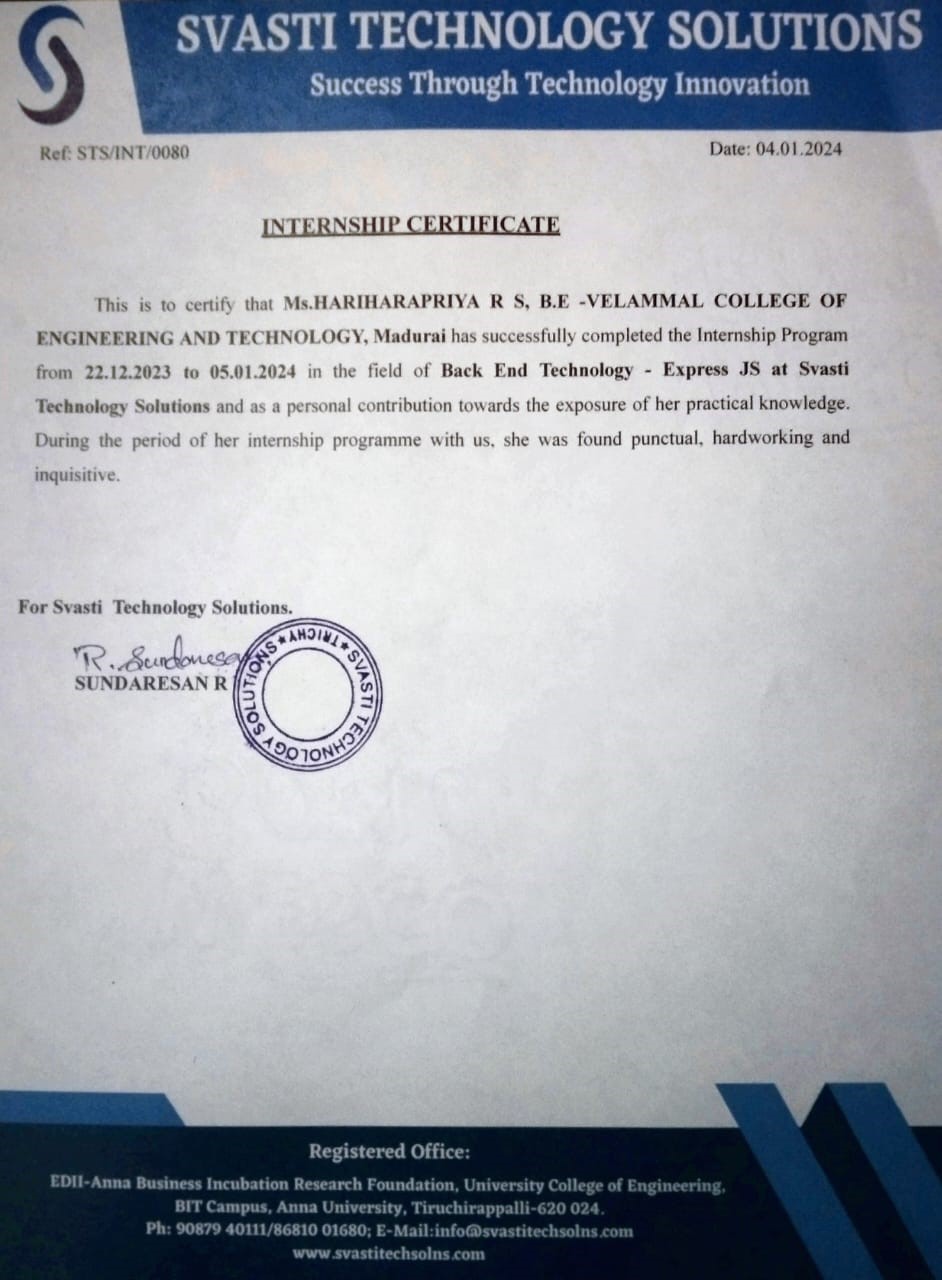 SVASTI TECHNOLOGY SOLUTIONS
Success Through Technology Innovation
Ref: STS/INT/0080
Date: 04.01.2024
INTERNSHIP CERTIFICATE
This is to certify that Ms.HARIHARAPRIYA R S, B.E -VELAMMAL COLLEGE OF
ENGINEERING AND TECHNOLOGY, Madurai has successfully completed the Internship Program
from 22.12.2023 to 05.01.2024 in the field of Back End Technology - Express JS at Svasti
Technology Solutions and as a personal contribution towards the exposure of her practical knowledge.
During the period of her internship programme with us, she was found punctual, hardworking and
inquisitive.
For Svasti Technology Solutions.
R. Sundaresan
SUNDARESAN R
★ SVASTI TECHNOLOGY SOLUTIONS ★ TRICHY
Registered Office:
EDII-Anna Business Incubation Research Foundation, University College of Engineering,
BIT Campus, Anna University, Tiruchirappalli-620 024.
Ph: 90879 40111/86810 01680; E-Mail:info@svastitechsolns.com
www.svastitechsolns.com